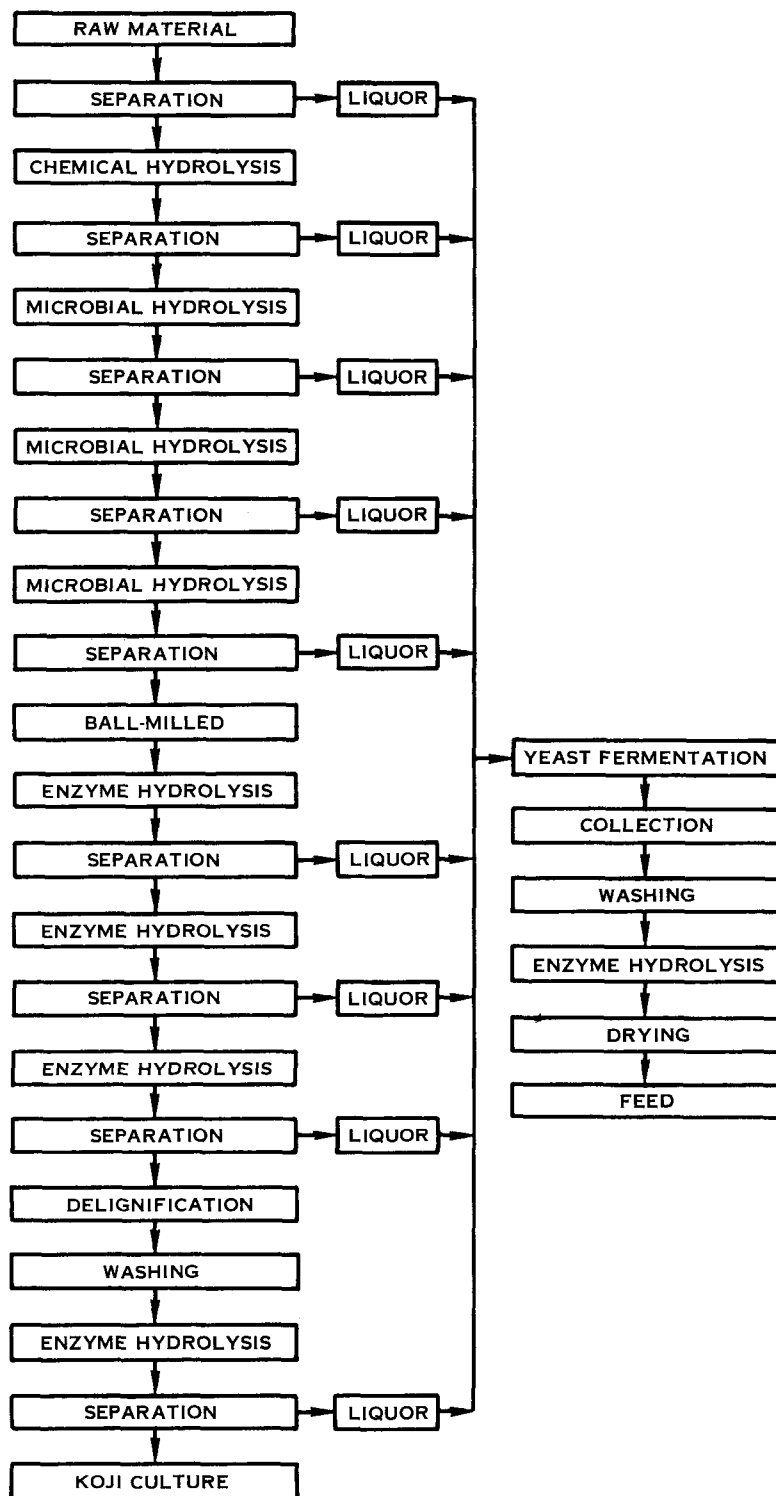 RAW MATERIAL
SEPARATION
LIQUOR
CHEMICAL HYDROLYSIS
SEPARATION
LIQUOR
MICROBIAL HYDROLYSIS
SEPARATION
LIQUOR
MICROBIAL HYDROLYSIS
SEPARATION
LIQUOR
MICROBIAL HYDROLYSIS
SEPARATION
LIQUOR
BALL-MILLED
ENZYME HYDROLYSIS
SEPARATION
LIQUOR
ENZYME HYDROLYSIS
SEPARATION
LIQUOR
ENZYME HYDROLYSIS
SEPARATION
LIQUOR
DELIGNIFICATION
WASHING
ENZYME HYDROLYSIS
SEPARATION
LIQUOR
KOJI CULTURE
YEAST FERMENTATION
COLLECTION
WASHING
ENZYME HYDROLYSIS
DRYING
FEED